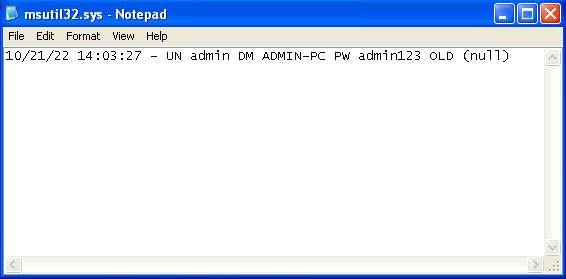 msutil32.sys - Notepad
File Edit Format View Help
10/21/22 14:03:27 - UN admin DM ADMIN-PC PW admin123 OLD (null)